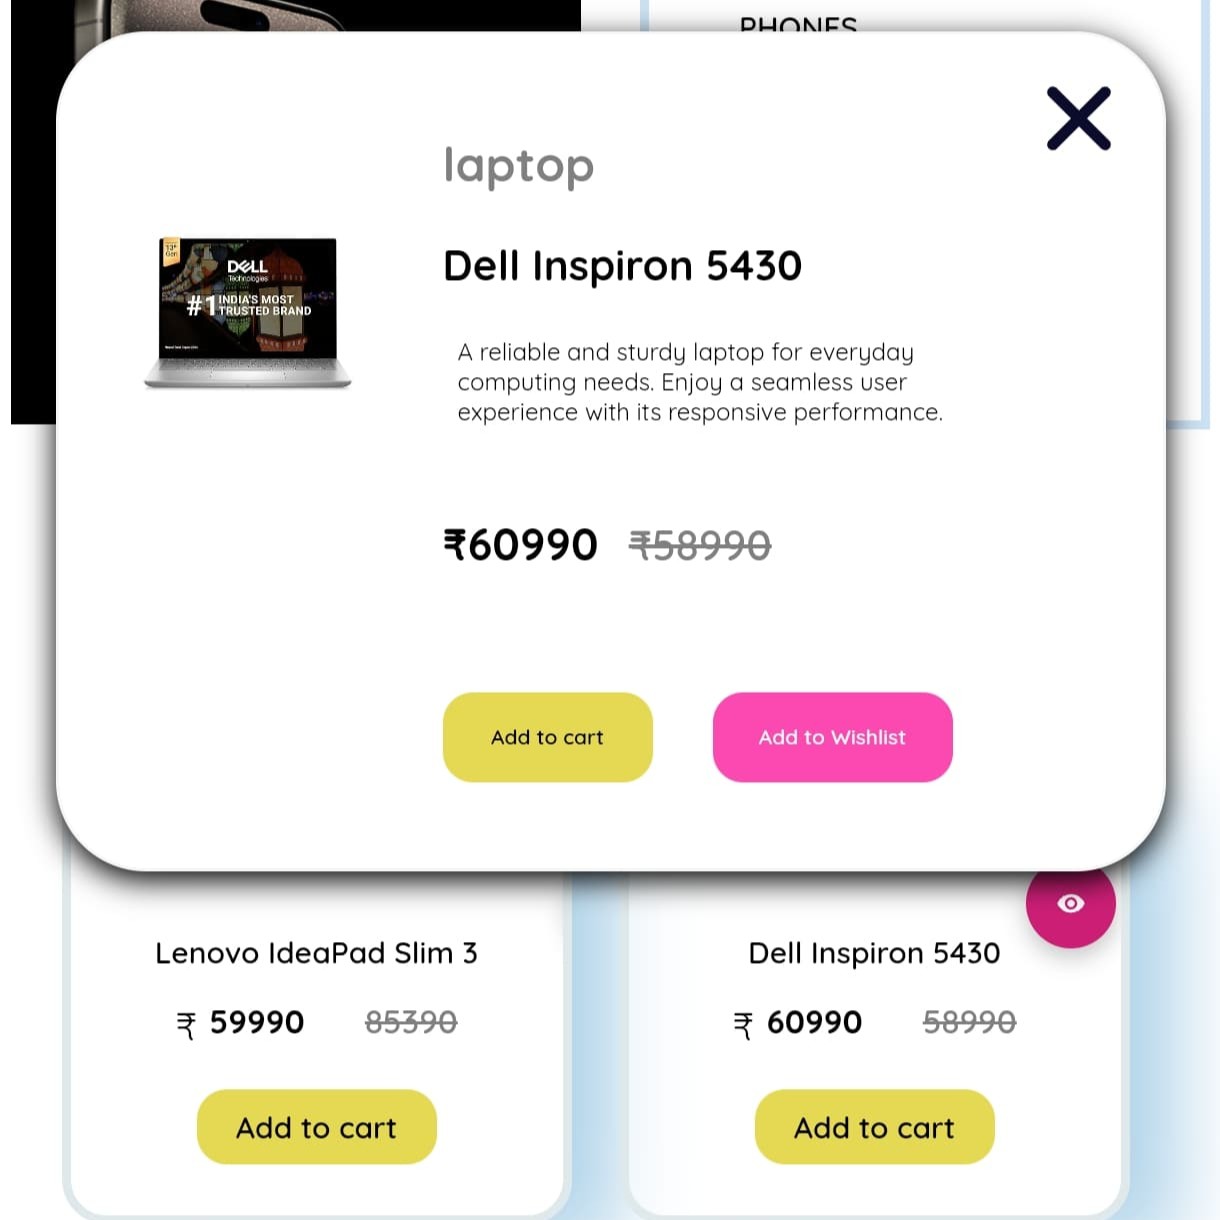 PHONES
laptop
13th
Gen
DELL
Technologies
#1 INDIA'S MOST
TRUSTED BRAND
Dell Inspiron 5430
A reliable and sturdy laptop for everyday
computing needs. Enjoy a seamless user
experience with its responsive performance.
₹60990 ₹58990
Add to cart
Add to Wishlist
Lenovo IdeaPad Slim 3
₹ 59990 85390
Add to cart
Dell Inspiron 5430
₹ 60990 58990
Add to cart